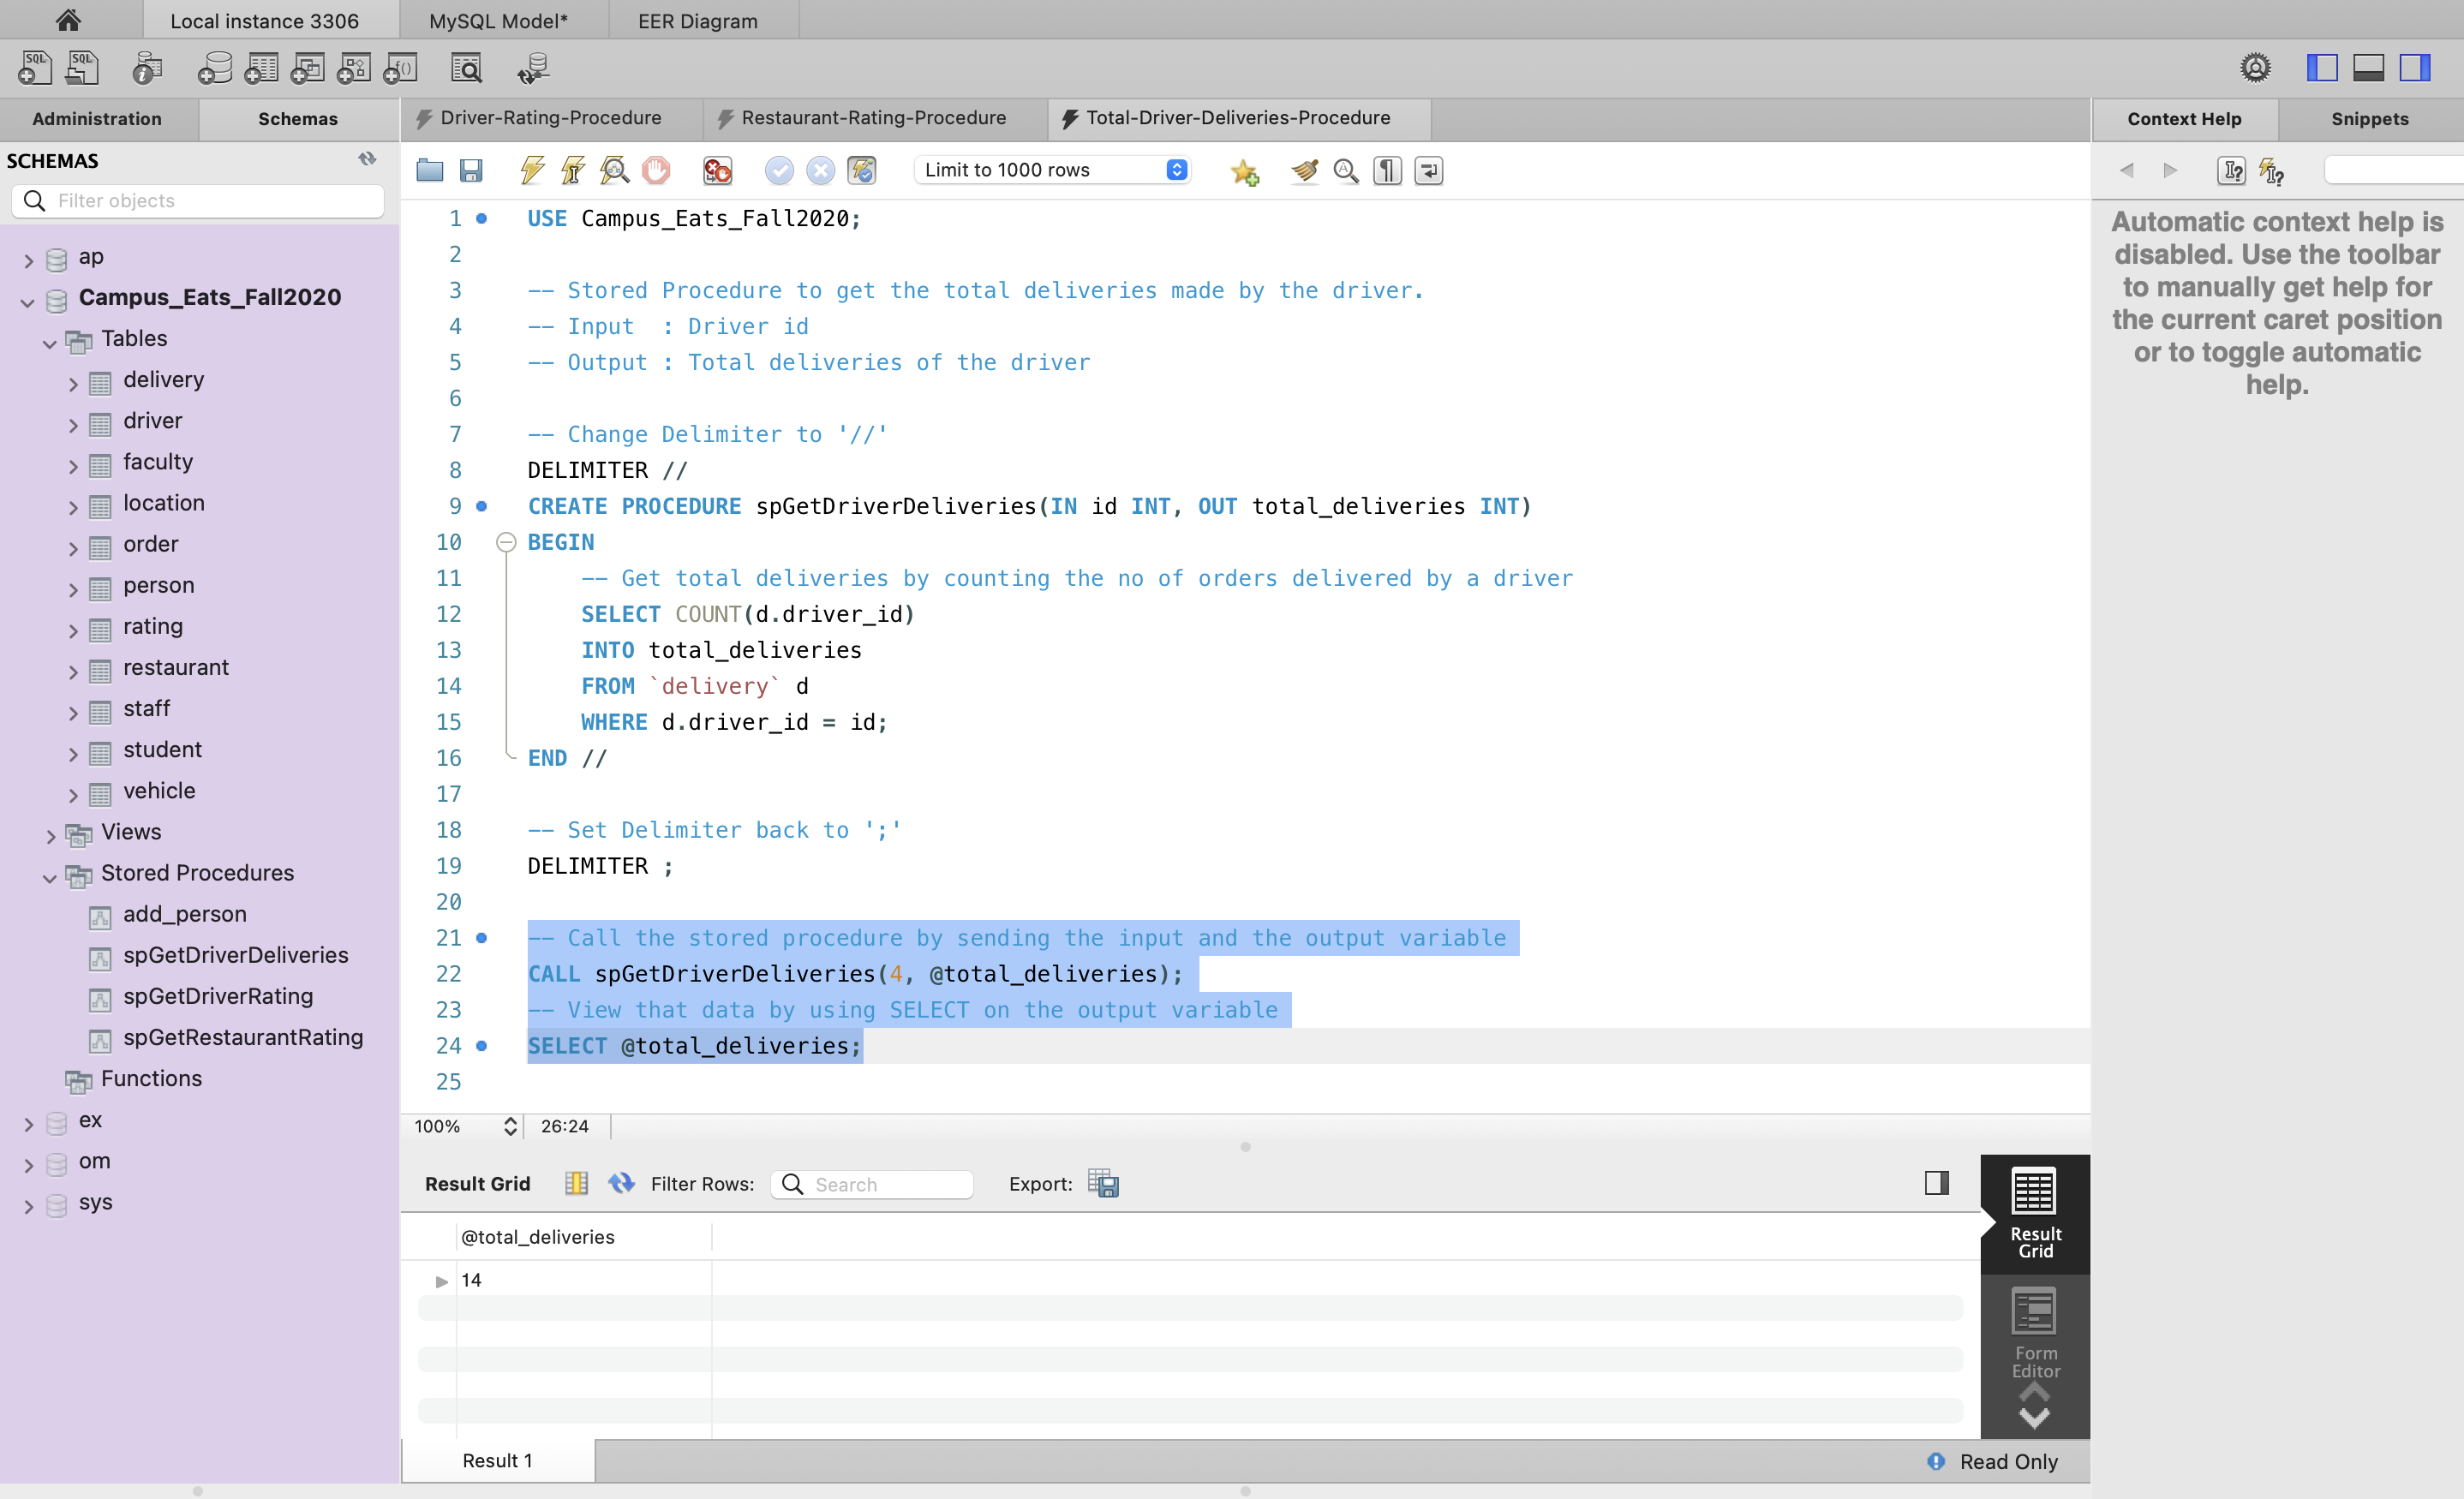 Local instance 3306
MySQL Model*
EER Diagram
SQL
SQL
f()
Administration
Schemas
SCHEMAS
Filter objects
ap
Campus_Eats_Fall2020
Tables
delivery
driver
faculty
location
order
person
rating
restaurant
staff
student
vehicle
Views
Stored Procedures
add_person
spGetDriverDeliveries
spGetDriverRating
spGetRestaurantRating
Functions
ex
om
sys
Driver-Rating-Procedure
Restaurant-Rating-Procedure
Total-Driver-Deliveries-Procedure
Limit to 1000 rows
1 USE Campus_Eats_Fall2020;
2
3 -- Stored Procedure to get the total deliveries made by the driver.
4 -- Input  : Driver id
5 -- Output : Total deliveries of the driver
6
7 -- Change Delimiter to '//'
8 DELIMITER //
9 CREATE PROCEDURE spGetDriverDeliveries(IN id INT, OUT total_deliveries INT)
10 BEGIN
11     -- Get total deliveries by counting the no of orders delivered by a driver
12     SELECT COUNT(d.driver_id)
13     INTO total_deliveries
14     FROM `delivery` d
15     WHERE d.driver_id = id;
16 END //
17
18 -- Set Delimiter back to ';'
19 DELIMITER ;
20
21 -- Call the stored procedure by sending the input and the output variable
22 CALL spGetDriverDeliveries(4, @total_deliveries);
23 -- View that data by using SELECT on the output variable
24 SELECT @total_deliveries;
25
100%
26:24
Result Grid
Filter Rows:
Search
Export:
@total_deliveries
14
Result
Grid
Form
Editor
Result 1
Read Only
Context Help
Snippets
Automatic context help is
disabled. Use the toolbar
to manually get help for
the current caret position
or to toggle automatic
help.